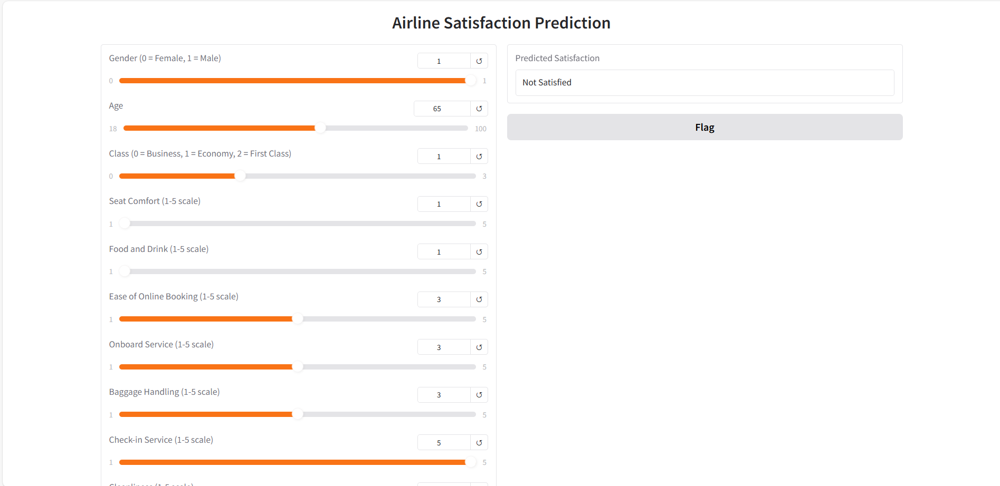 Airline Satisfaction Prediction
Gender (0 = Female, 1 = Male)
1
↺
0
1
Age
65
↺
18
100
Class (0 = Business, 1 = Economy, 2 = First Class)
1
↺
0
3
Seat Comfort (1-5 scale)
1
↺
1
5
Food and Drink (1-5 scale)
1
↺
1
5
Ease of Online Booking (1-5 scale)
3
↺
1
5
Onboard Service (1-5 scale)
3
↺
1
5
Baggage Handling (1-5 scale)
3
↺
1
5
Check-in Service (1-5 scale)
5
↺
1
5
Cleanliness (1-5 scale)
Predicted Satisfaction
Not Satisfied
Flag